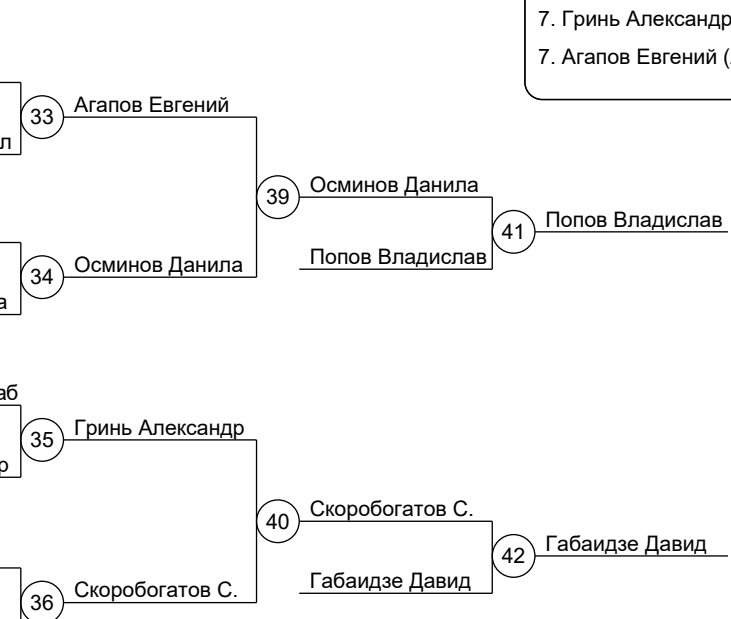 7. Гринь Александр
7. Агапов Евгений (
33 Агапов Евгений
л
39 Осминов Данила
41 Попов Владислав
Попов Владислав
34 Осминов Данила
а
аб
35 Гринь Александр
р
40 Скоробогатов С.
42 Габаидзе Давид
Габаидзе Давид
36 Скоробогатов С.